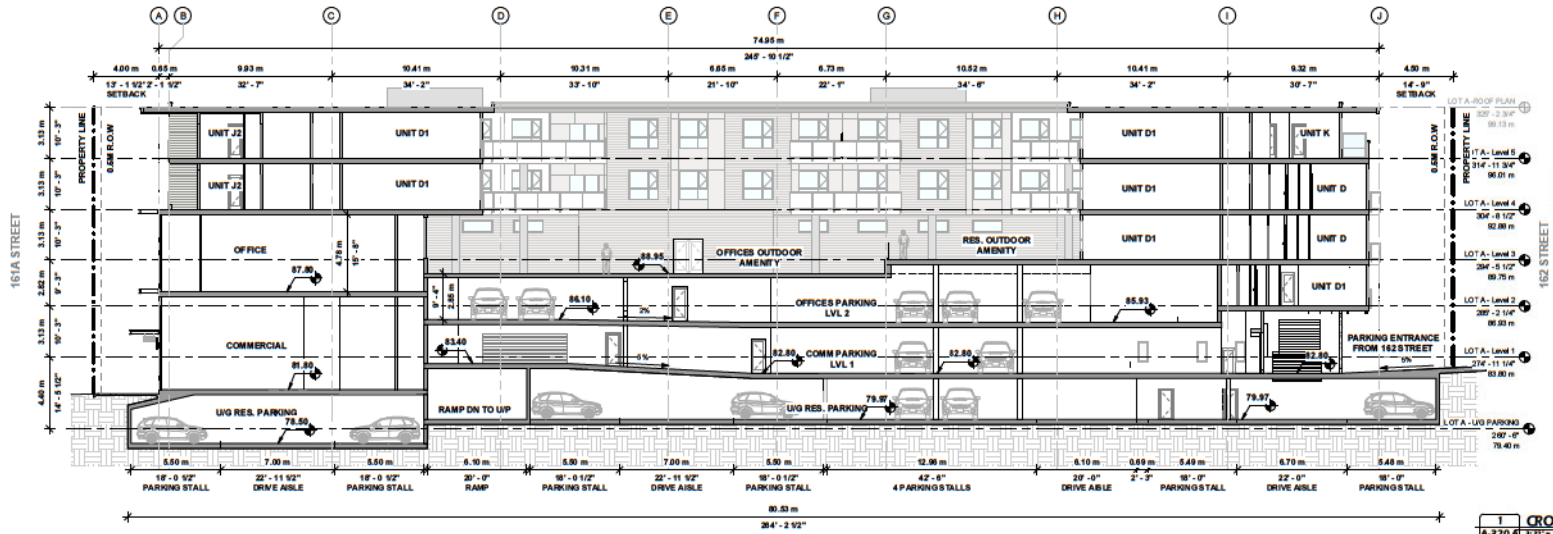 A B C D E F G H I J
74.95 m
245' - 10 1/2"
4.00 m 0.65 m 9.93 m 10.41 m 10.31 m 6.65 m 6.73 m 10.52 m 10.41 m 9.32 m 4.50 m
13' - 1 1/2" 2' - 1 1/2" 32' - 7" 34' - 2" 33' - 10" 21' - 10" 22' - 1" 34' - 6" 34' - 2" 30' - 7" 14' - 9"
SETBACK SETBACK
161A STREET
PROPERTY LINE
0.5M R.O.W
3.13 m
10' - 3"
3.13 m
10' - 3"
3.13 m
10' - 3"
2.82 m
9' - 3"
3.13 m
10' - 3"
4.40 m
14' - 5 1/2"
UNIT J2 UNIT D1 UNIT D1 UNIT K
UNIT J2 UNIT D1 UNIT D1 UNIT D
OFFICE
4.78 m
15' - 8"
87.80
88.95
OFFICES OUTDOOR
AMENITY
RES. OUTDOOR
AMENITY
UNIT D1 UNIT D
UNIT D1
9' - 4"
2.85 m
86.10
2%
OFFICES PARKING
LVL 2
85.93
COMMERCIAL
81.80
83.40
5%
82.80
COMM PARKING
LVL 1
82.80
82.80
PARKING ENTRANCE
FROM 162 STREET
5%
U/G RES. PARKING
78.50
RAMP DN TO U/P
U/G RES. PARKING
79.97
79.97
0.5M R.O.W
PROPERTY LINE
162 STREET
LOT A -ROOF PLAN
325' - 2 3/4"
99.13 m
LOT A - Level 5
314' - 11 3/4"
96.01 m
LOT A - Level 4
304' - 8 1/2"
92.88 m
LOT A - Level 3
294' - 5 1/2"
89.75 m
LOT A - Level 2
285' - 2 1/4"
86.93 m
LOT A - Level 1
274' - 11 1/4"
83.80 m
LOT A - U/G PARKING
260' - 6"
79.40 m
5.50 m 7.00 m 5.50 m 6.10 m 5.50 m 7.00 m 5.50 m 12.96 m 6.10 m 0.69 m 5.49 m 6.70 m 5.48 m
18' - 0 1/2" 22' - 11 1/2" 18' - 0 1/2" 20' - 0" 18' - 0 1/2" 22' - 11 1/2" 18' - 0 1/2" 42' - 6" 20' - 0" 2' - 3" 18' - 0" 22' - 0" 18' - 0"
PARKING STALL DRIVE AISLE PARKING STALL RAMP PARKING STALL DRIVE AISLE PARKING STALL 4 PARKING STALLS DRIVE AISLE PARKING STALL DRIVE AISLE PARKING STALL
80.53 m
264' - 2 1/2"
1 CRO